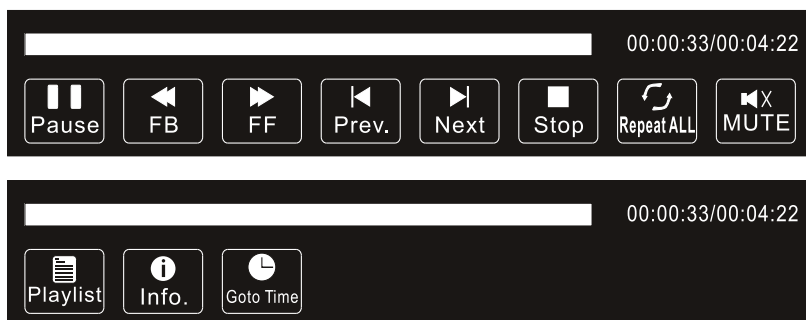 00:00:33/00:04:22
Pause FB FF Prev. Next Stop Repeat ALL MUTE
00:00:33/00:04:22
Playlist Info. Goto Time